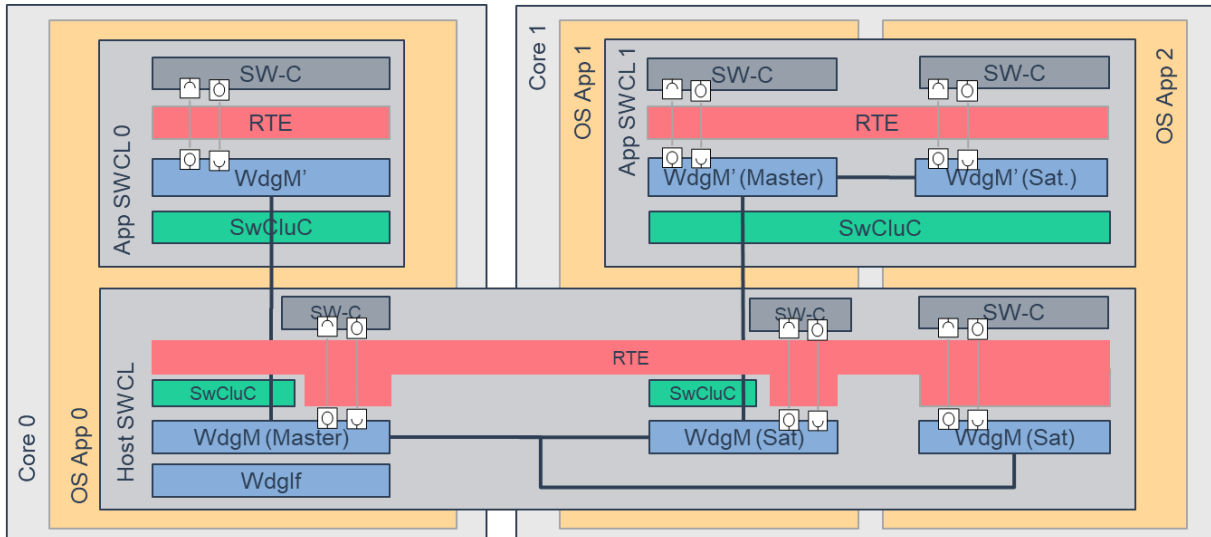 Core 0
OS App 0
App SWCL 0
SW-C
RTE
WdgM’
SwCluC
Core 1
OS App 1
App SWCL 1
OS App 2
SW-C
SW-C
RTE
WdgM’ (Master)
WdgM’ (Sat.)
SwCluC
Host SWCL
SW-C
SW-C
SW-C
RTE
SwCluC
SwCluC
WdgM (Master)
WdgM (Sat)
WdgM (Sat)
WdgIf